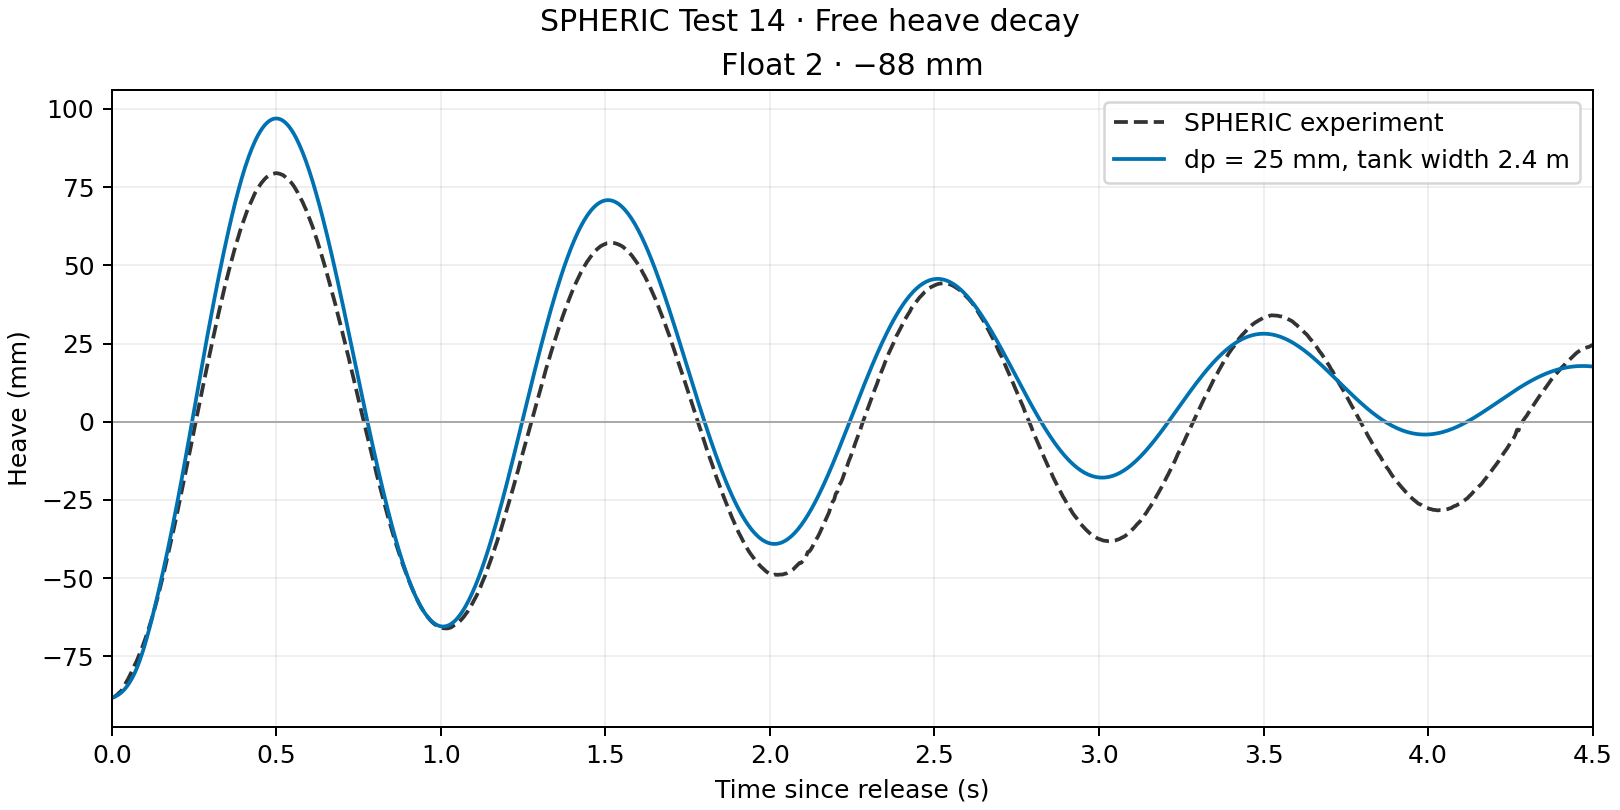 SPHERIC Test 14 · Free heave decay
Float 2 · −88 mm
SPHERIC experiment
dp = 25 mm, tank width 2.4 m
Heave (mm)
100
75
50
25
0
−25
−50
−75
0.0 0.5 1.0 1.5 2.0 2.5 3.0 3.5 4.0 4.5
Time since release (s)